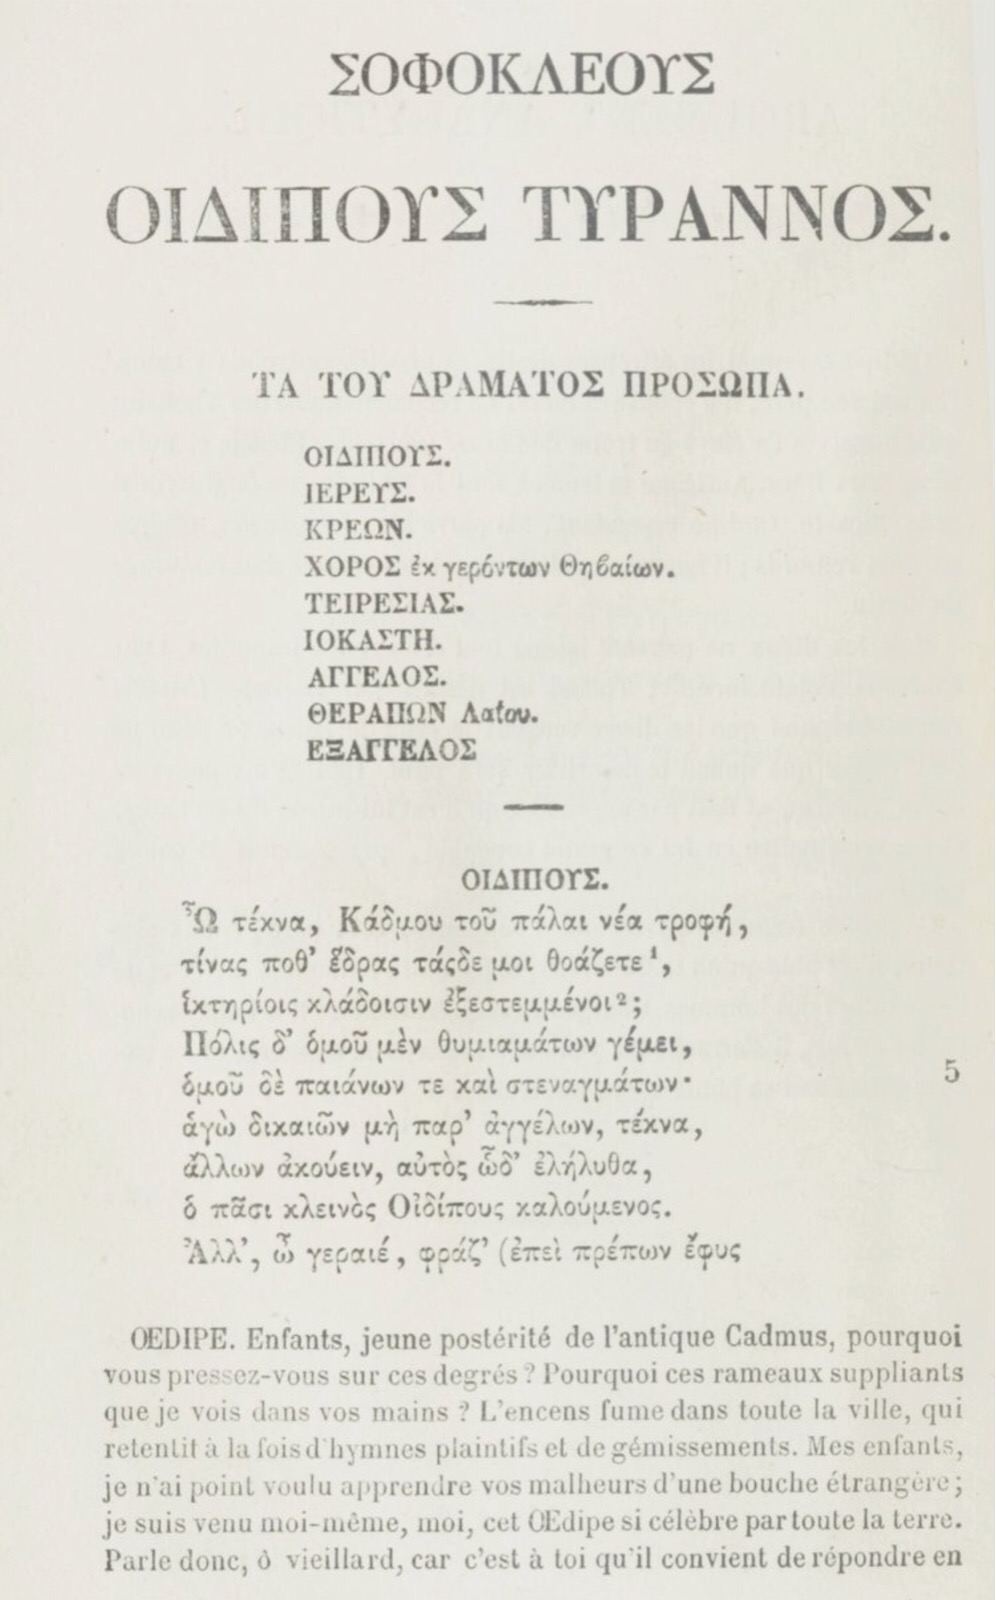 ΣΟΦΟΚΛΕΟΥΣ
ΟΙΔΙΠΟΥΣ ΤΥΡΑΝΝΟΣ.
ΤΑ ΤΟΥ ΔΡΑΜΑΤΟΣ ΠΡΟΣΩΠΑ.
ΟΙΔΙΠΟΥΣ.
ΙΕΡΕΥΣ.
ΚΡΕΩΝ.
ΧΟΡΟΣ ἐκ γερόντων Θηϐαίων.
ΤΕΙΡΕΣΙΑΣ.
ΙΟΚΑΣΤΗ.
ΑΓΓΕΛΟΣ.
ΘΕΡΑΠΩΝ Λαΐου.
ΕΞΑΓΓΕΛΟΣ
ΟΙΔΙΠΟΥΣ.
Ὦ τέκνα, Κάδμου τοῦ πάλαι νέα τροφή,
τίνας ποθ’ ἕδρας τάςδε μοι θοάζετε¹,
ἱκτηρίοις κλάδοισιν ἐξεστεμμένοι²;
Πόλις δ’ ὁμοῦ μὲν θυμιαμάτων γέμει,
ὁμοῦ δὲ παιάνων τε καὶ στεναγμάτων· 5
ἁγὼ δικαιῶν μὴ παρ’ ἀγγέλων, τέκνα,
ἄλλων ἀκούειν, αὐτὸς ὧδ’ ἐλήλυθα,
ὁ πᾶσι κλεινὸς Οἰδίπους καλούμενος.
Ἀλλ’, ὦ γεραιέ, φράζ’ (ἐπεὶ πρέπων ἔφυς
ŒDIPE. Enfants, jeune postérité de l'antique Cadmus, pourquoi
vous pressez-vous sur ces degrés ? Pourquoi ces rameaux suppliants
que je vois dans vos mains ? L'encens fume dans toute la ville, qui
retentit à la fois d'hymnes plaintifs et de gémissements. Mes enfants,
je n'ai point voulu apprendre vos malheurs d'une bouche étrangère ;
je suis venu moi-même, moi, cet Œdipe si célèbre par toute la terre.
Parle donc, ô vieillard, car c'est à toi qu'il convient de répondre en